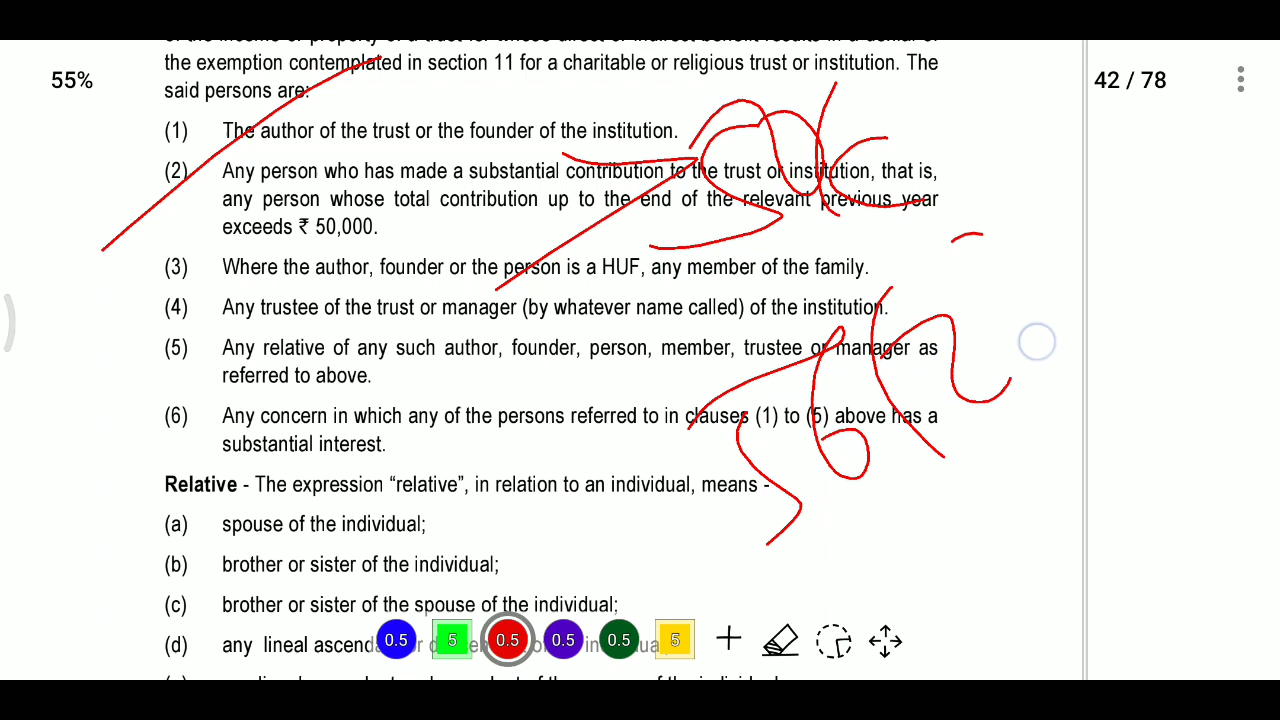 55%
42 / 78
the exemption contemplated in section 11 for a charitable or religious trust or institution. The
said persons are:
(1) The author of the trust or the founder of the institution.
(2) Any person who has made a substantial contribution to the trust or institution, that is,
any person whose total contribution up to the end of the relevant previous year
exceeds ₹ 50,000.
(3) Where the author, founder or the person is a HUF, any member of the family.
(4) Any trustee of the trust or manager (by whatever name called) of the institution.
(5) Any relative of any such author, founder, person, member, trustee or manager as
referred to above.
(6) Any concern in which any of the persons referred to in clauses (1) to (5) above has a
substantial interest.
Relative - The expression “relative”, in relation to an individual, means -
(a) spouse of the individual;
(b) brother or sister of the individual;
(c) brother or sister of the spouse of the individual;
(d) any lineal
0.5 5 0.5 0.5 0.5 5